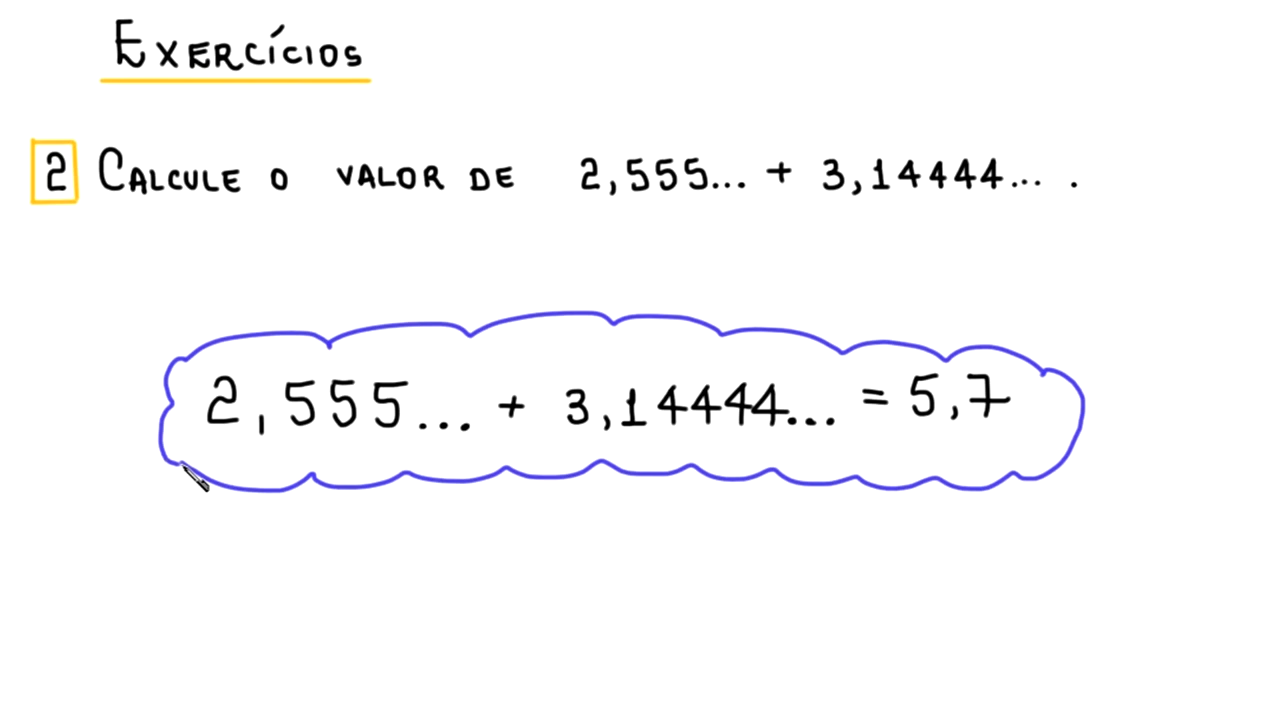 EXERCÍCIOS
2 CALCULE O VALOR DE 2,555... + 3,14444... .
2,555... + 3,14444... = 5,7